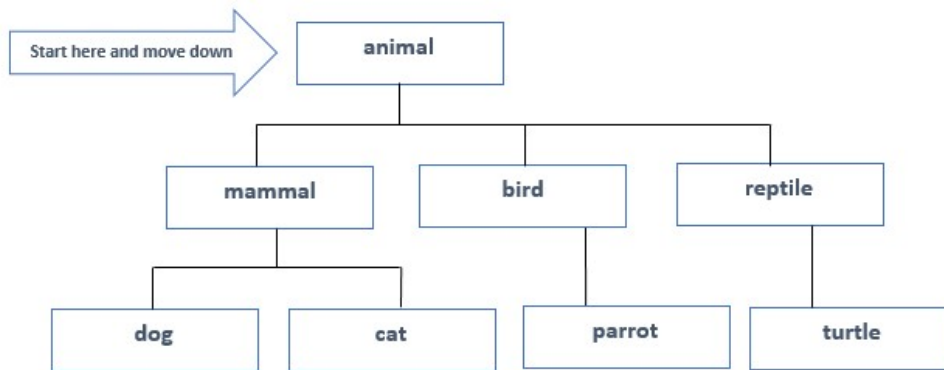 Start here and move down
animal
mammal
bird
reptile
dog
cat
parrot
turtle